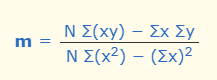 m = N Σ(xy) − Σx Σy
N Σ(x²) − (Σx)²